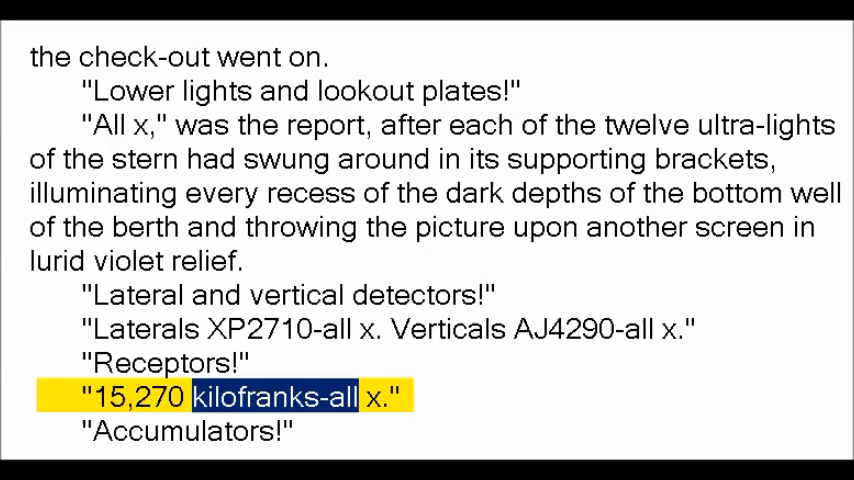 the check-out went on.
"Lower lights and lookout plates!"
"All x," was the report, after each of the twelve ultra-lights
of the stern had swung around in its supporting brackets,
illuminating every recess of the dark depths of the bottom well
of the berth and throwing the picture upon another screen in
lurid violet relief.
"Lateral and vertical detectors!"
"Laterals XP2710-all x. Verticals AJ4290-all x."
"Receptors!"
"15,270 kilofranks-all x."
"Accumulators!"